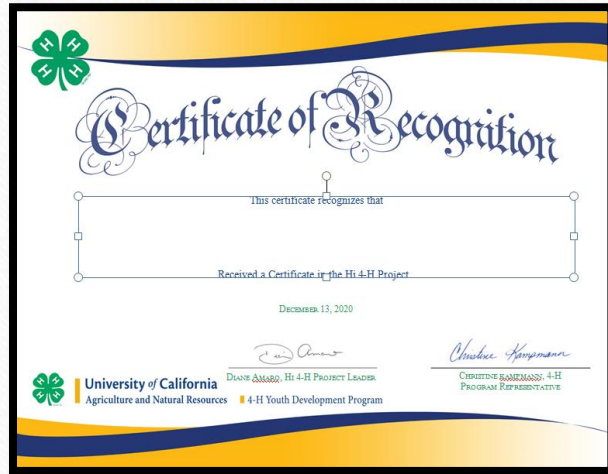 H H H H
Certificate of Recognition
This certificate recognizes that
Received a Certificate in the Hi 4-H Project
DECEMBER 13, 2020
Christine Kampmann
DIANE AMARO, HI 4-H PROJECT LEADER
CHRISTINE KAMPMANN, 4-H
PROGRAM REPRESENTATIVE
H H H H
University of California
Agriculture and Natural Resources
4-H Youth Development Program